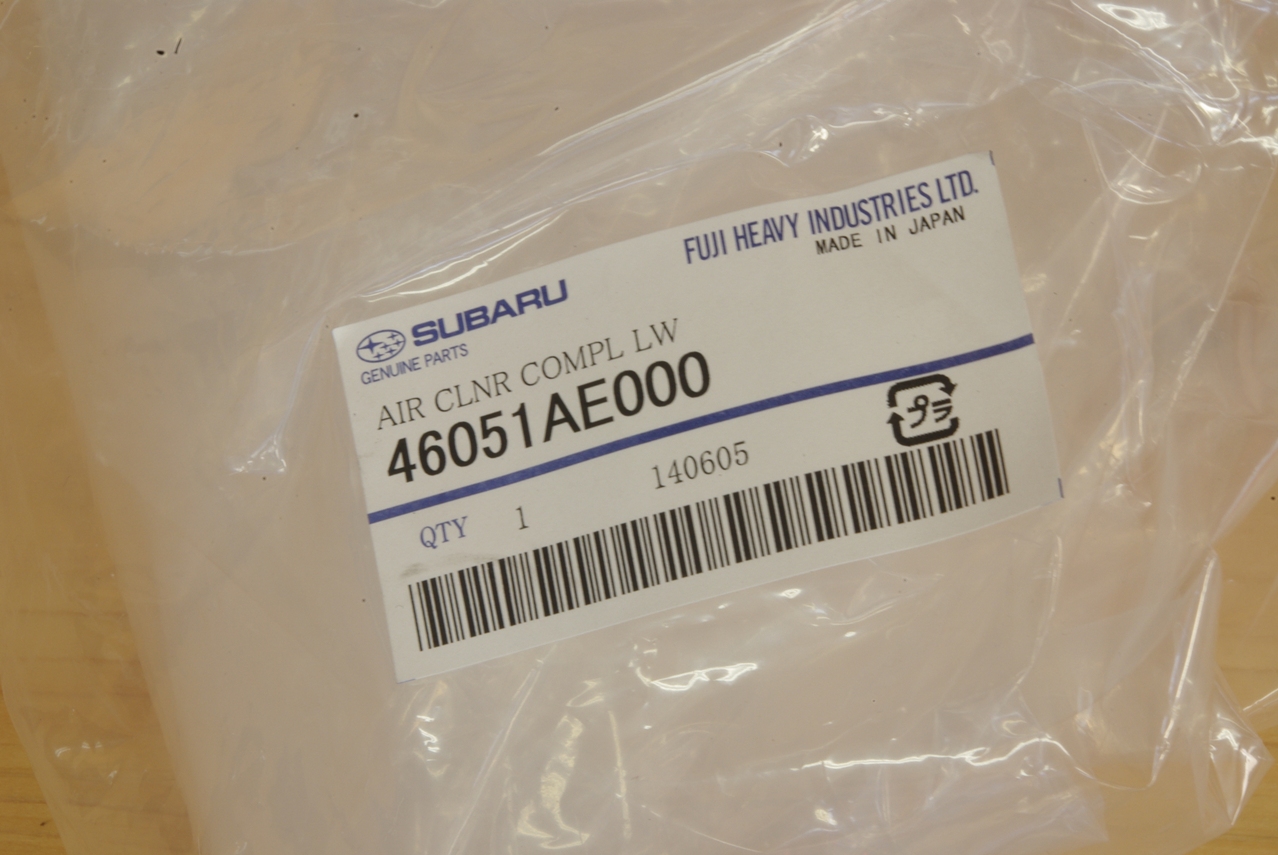 FUJI HEAVY INDUSTRIES LTD.
MADE IN JAPAN
SUBARU
GENUINE PARTS
AIR CLNR COMPL LW
46051AE000
プラ
QTY 1 140605